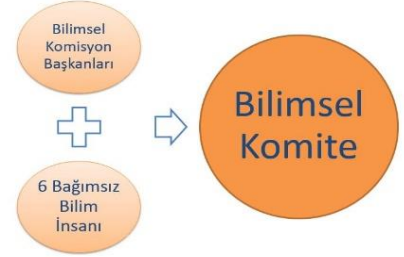 Bilimsel
Komisyon
Başkanları
6 Bağımsız
Bilim
İnsanı
Bilimsel
Komite